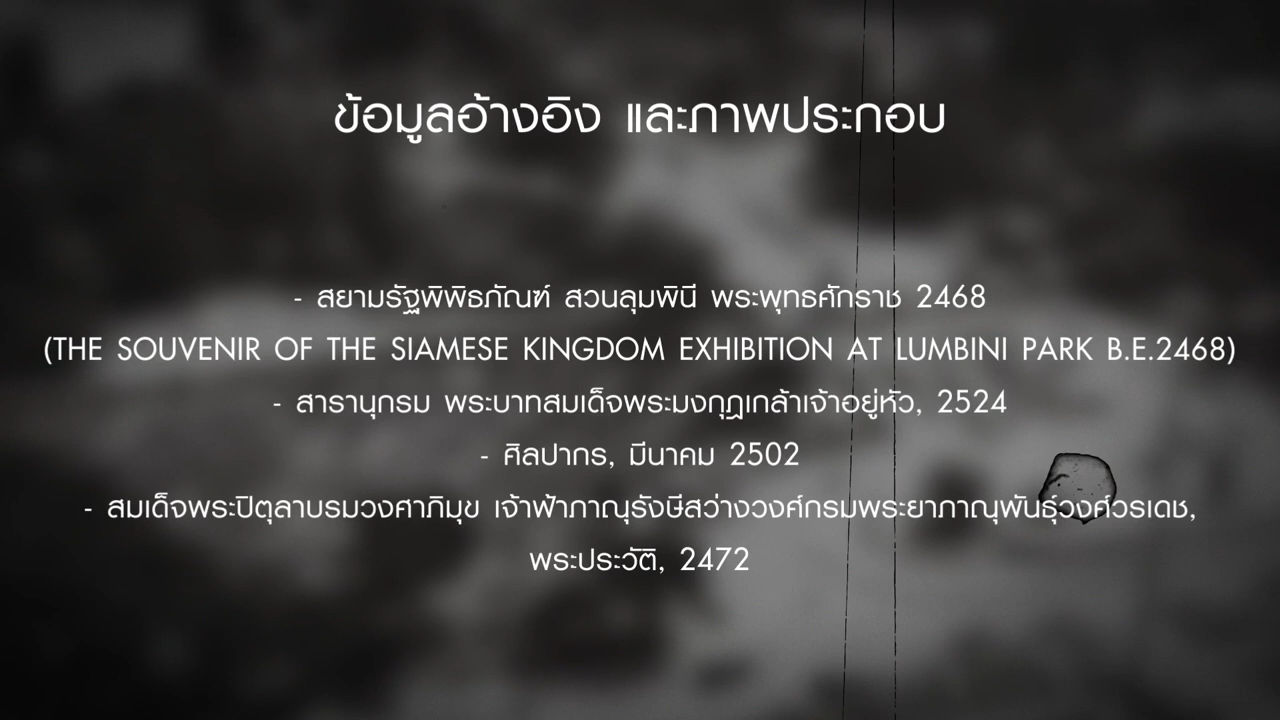 ข้อมูลอ้างอิง และภาพประกอบ
- สยามรัฐพิพิธภัณฑ์ สวนลุมพินี พระพุทธศักราช 2468
(THE SOUVENIR OF THE SIAMESE KINGDOM EXHIBITION AT LUMBINI PARK B.E.2468)
- สารานุกรม พระบาทสมเด็จพระมงกุฎเกล้าเจ้าอยู่หัว, 2524
- ศิลปากร, มีนาคม 2502
- สมเด็จพระปิตุลาบรมวงศาภิมุข เจ้าฟ้าภาณุรังษีสว่างวงศ์กรมพระยาภาณุพันธุ์วงศ์วรเดช,
พระประวัติ, 2472